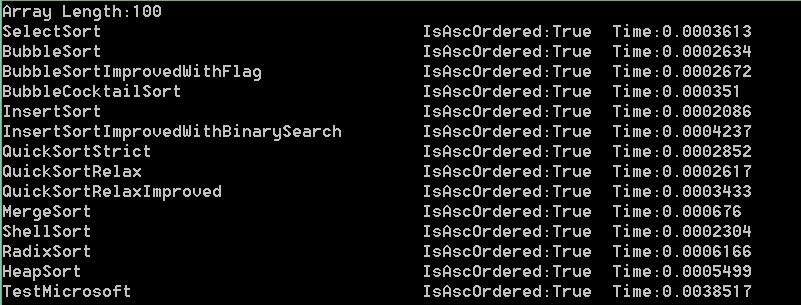 Array Length:100
SelectSort IsAscOrdered:True Time:0.0003613
BubbleSort IsAscOrdered:True Time:0.0002634
BubbleSortImprovedWithFlag IsAscOrdered:True Time:0.0002672
BubbleCocktailSort IsAscOrdered:True Time:0.000351
InsertSort IsAscOrdered:True Time:0.0002086
InsertSortImprovedWithBinarySearch IsAscOrdered:True Time:0.0004237
QuickSortStrict IsAscOrdered:True Time:0.0002852
QuickSortRelax IsAscOrdered:True Time:0.0002617
QuickSortRelaxImproved IsAscOrdered:True Time:0.0003433
MergeSort IsAscOrdered:True Time:0.000676
ShellSort IsAscOrdered:True Time:0.0002304
RadixSort IsAscOrdered:True Time:0.0006166
HeapSort IsAscOrdered:True Time:0.0005499
TestMicrosoft IsAscOrdered:True Time:0.0038517